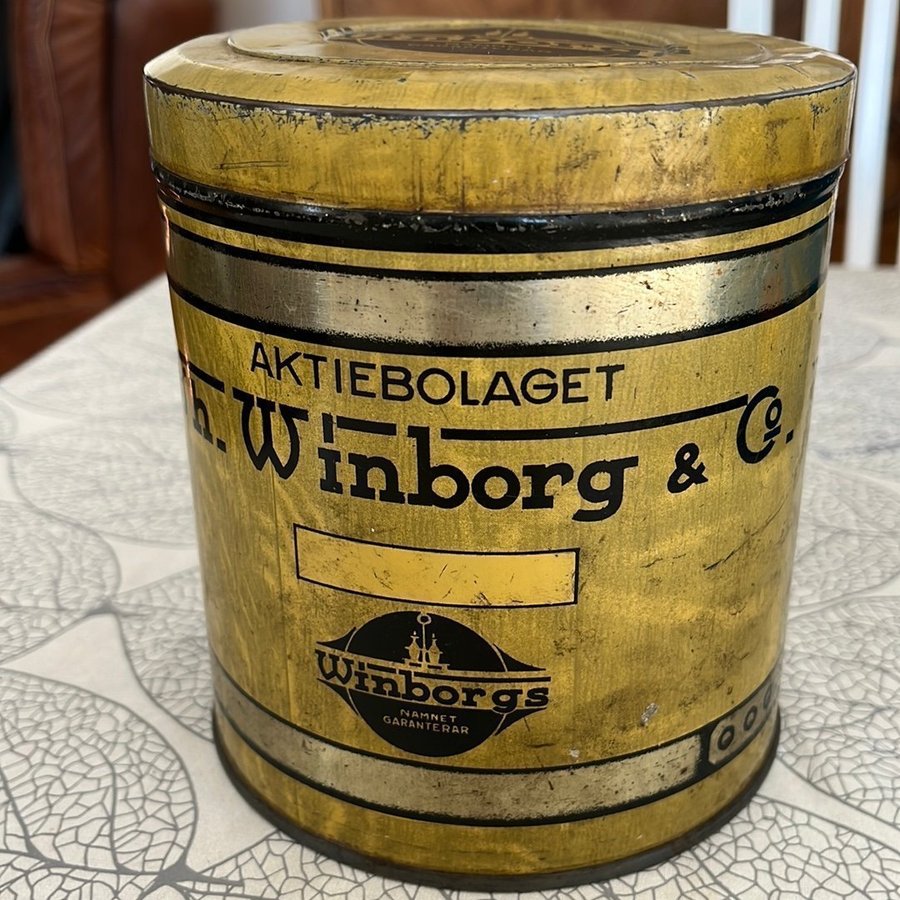 AKTIEBOLAGET
h. Winborg & Co.
Winborgs
NAMNET
GARANTERAR